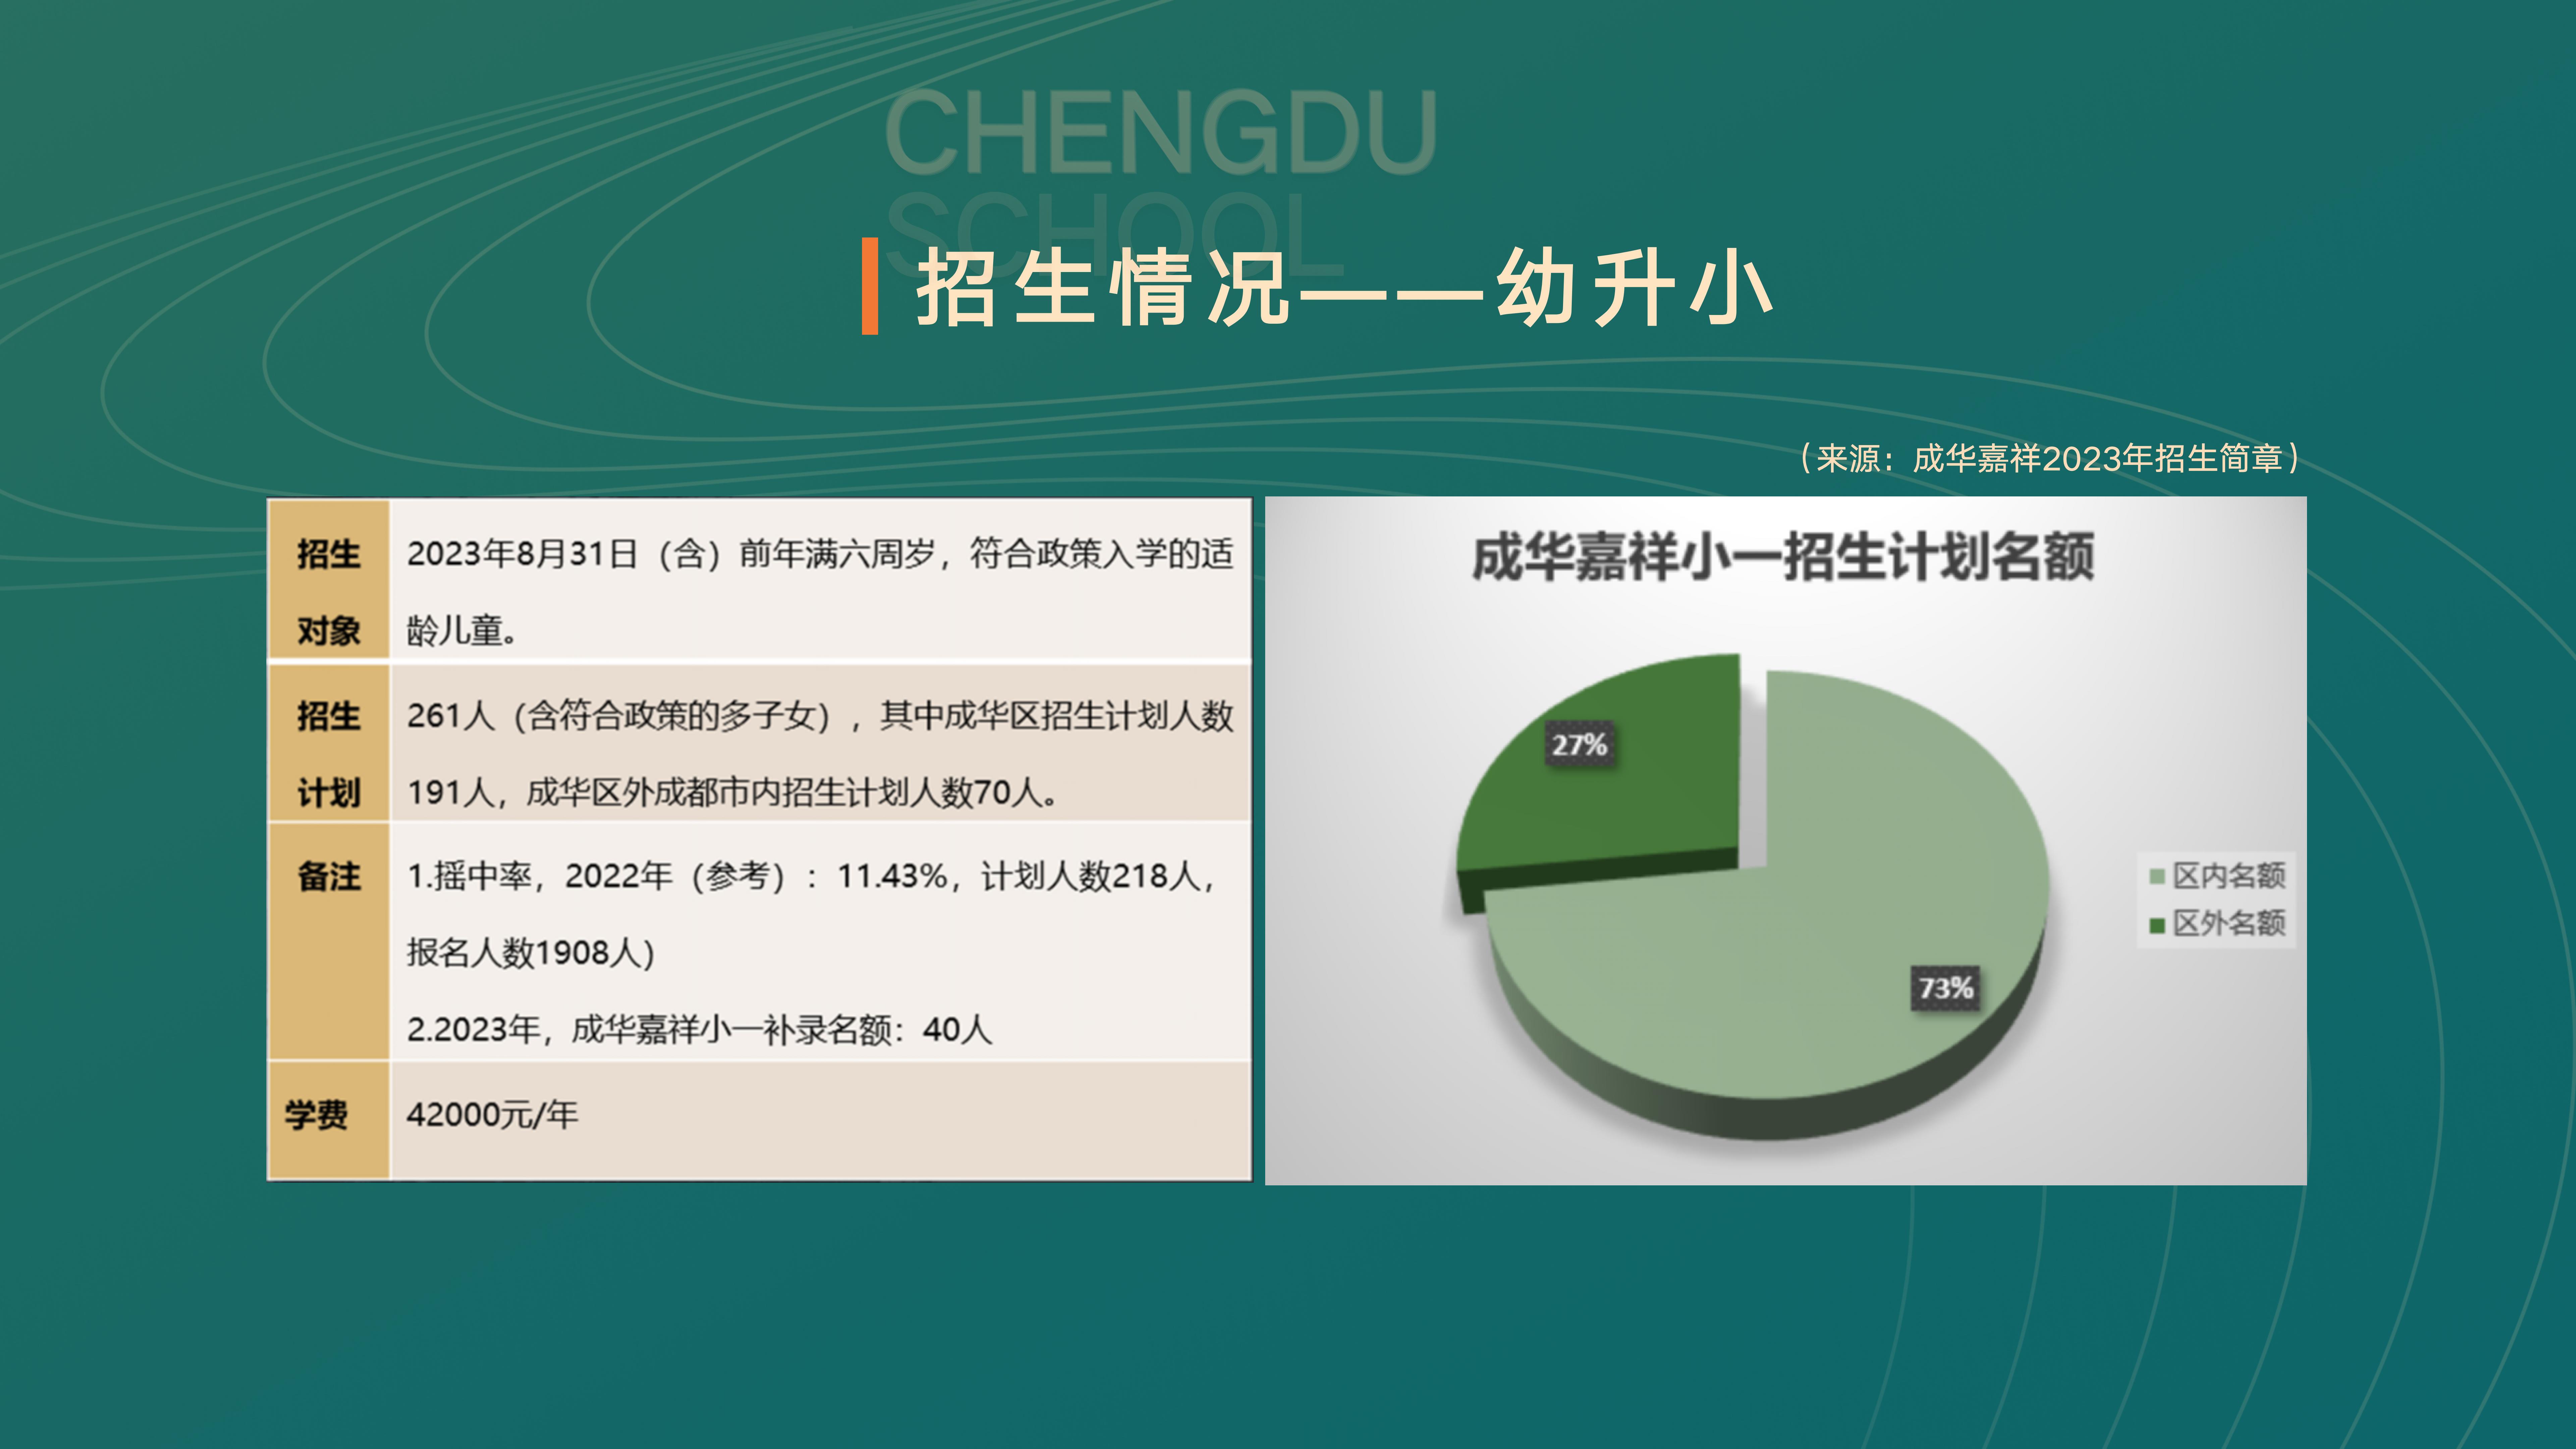 CHENGDU
SCHOOL
招生情况——幼升小
（来源：成华嘉祥2023年招生简章）
招生
对象
2023年8月31日（含）前年满六周岁，符合政策入学的适
龄儿童。
招生
计划
261人（含符合政策的多子女），其中成华区招生计划人数
191人，成华区外成都市内招生计划人数70人。
备注
1.摇中率，2022年（参考）：11.43%，计划人数218人，
报名人数1908人)
2.2023年，成华嘉祥小一补录名额：40人
学费
42000元/年
成华嘉祥小一招生计划名额
27%
73%
区内名额
区外名额